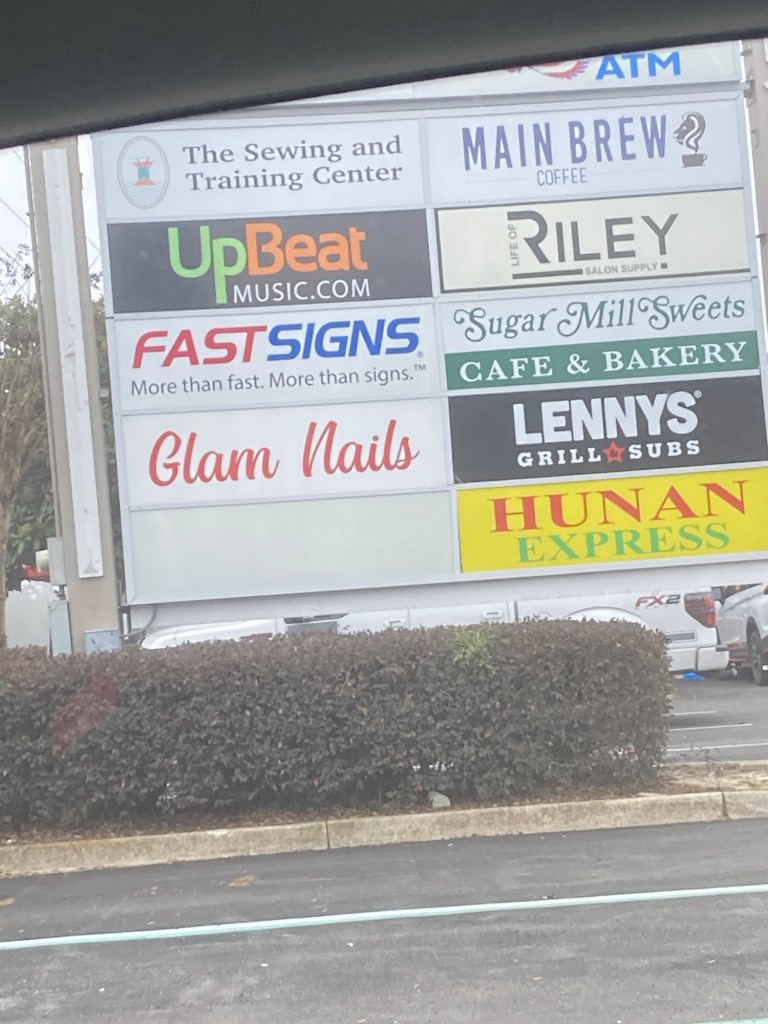 ATM
The Sewing and
Training Center
MAIN BREW
COFFEE
UpBeat
MUSIC.COM
LIFE OF
RILEY
SALON SUPPLY
FASTSIGNS®
More than fast. More than signs.™
Sugar Mill Sweets
CAFE & BAKERY
Glam Nails
LENNYS®
GRILL SUBS
HUNAN
EXPRESS
FX2